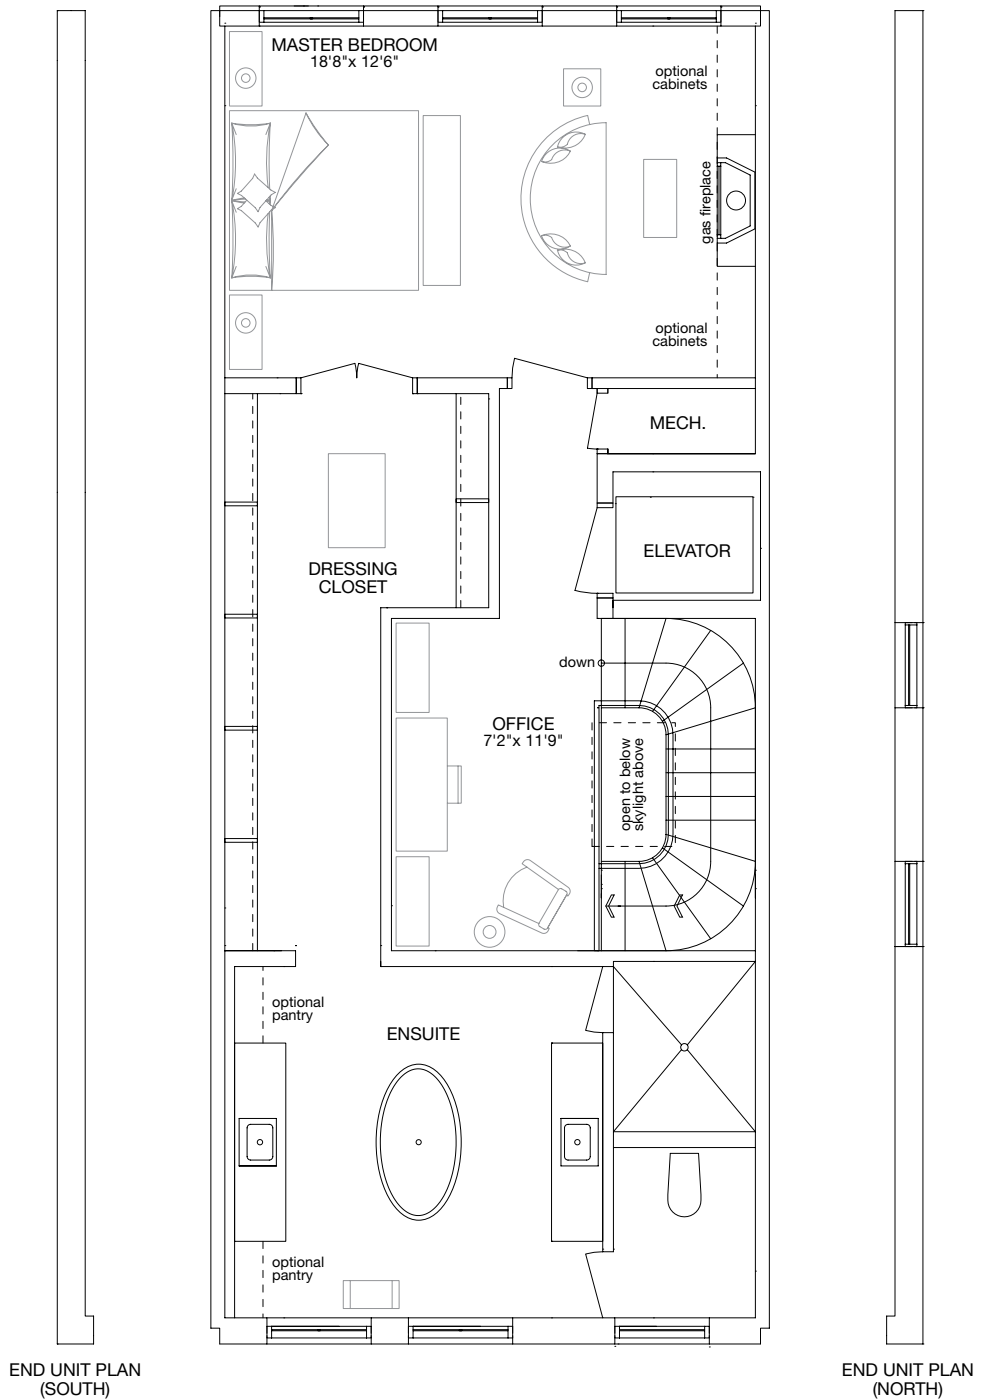 MASTER BEDROOM
18'8"x 12'6"
optional
cabinets
gas fireplace
optional
cabinets
MECH.
ELEVATOR
DRESSING
CLOSET
down
OFFICE
7'2"x 11'9"
open to below
skylight above
optional
pantry
ENSUITE
optional
pantry
END UNIT PLAN
(SOUTH)
END UNIT PLAN
(NORTH)